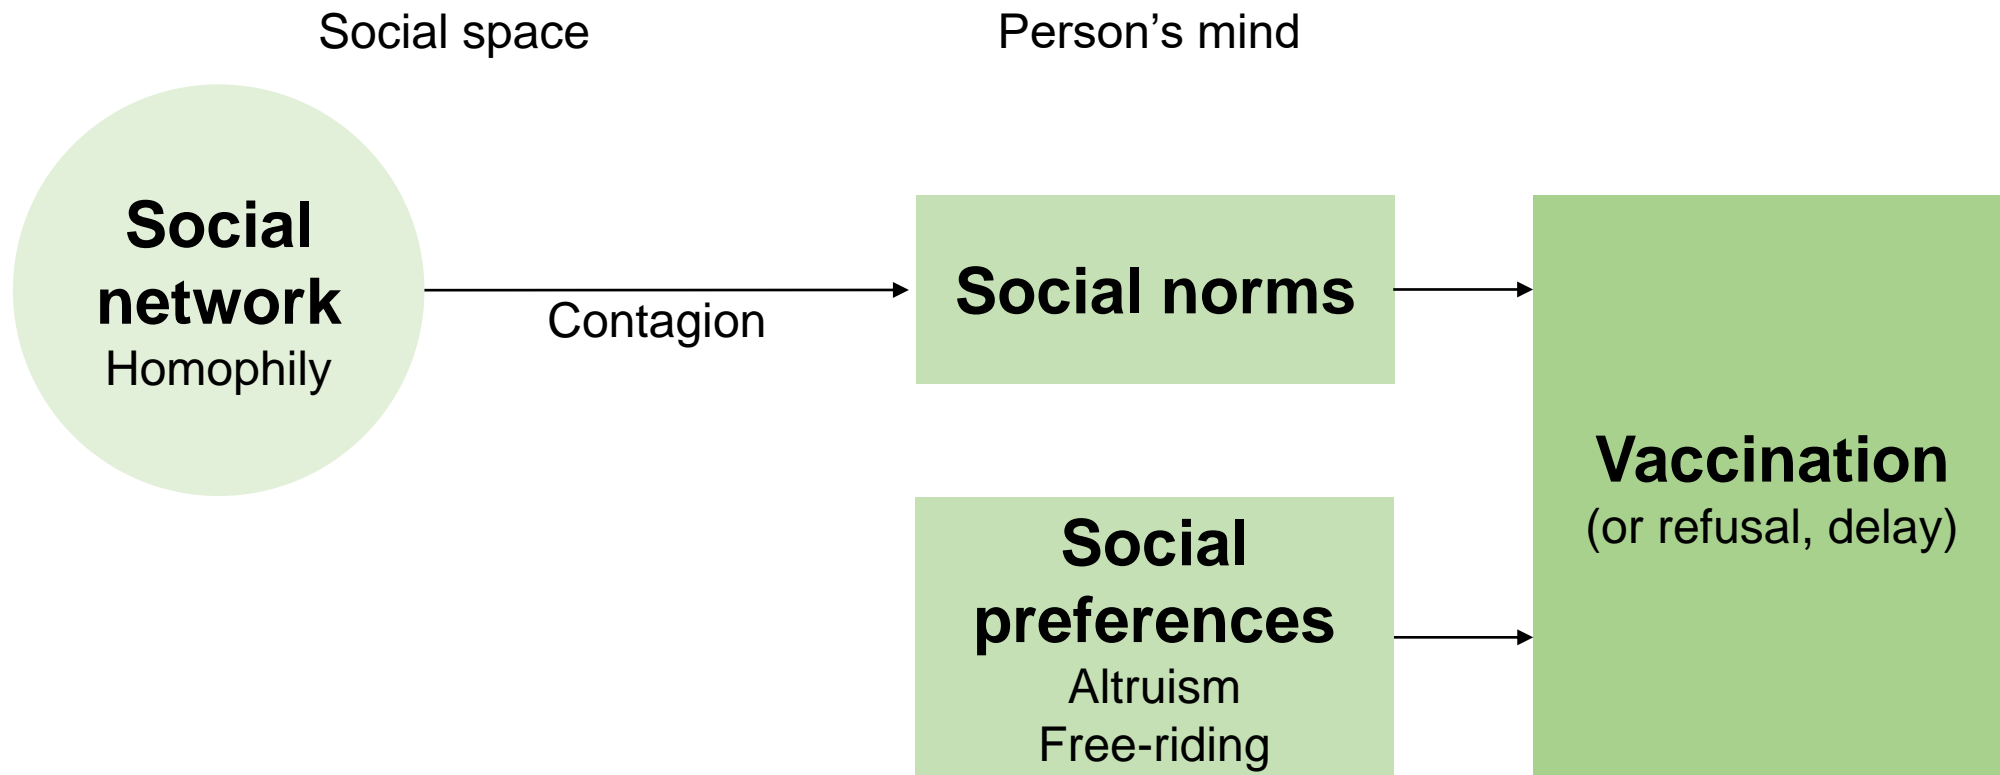 Social space
Person’s mind
Social
network
Homophily
Contagion
Social norms
Social
preferences
Altruism
Free-riding
Vaccination
(or refusal, delay)